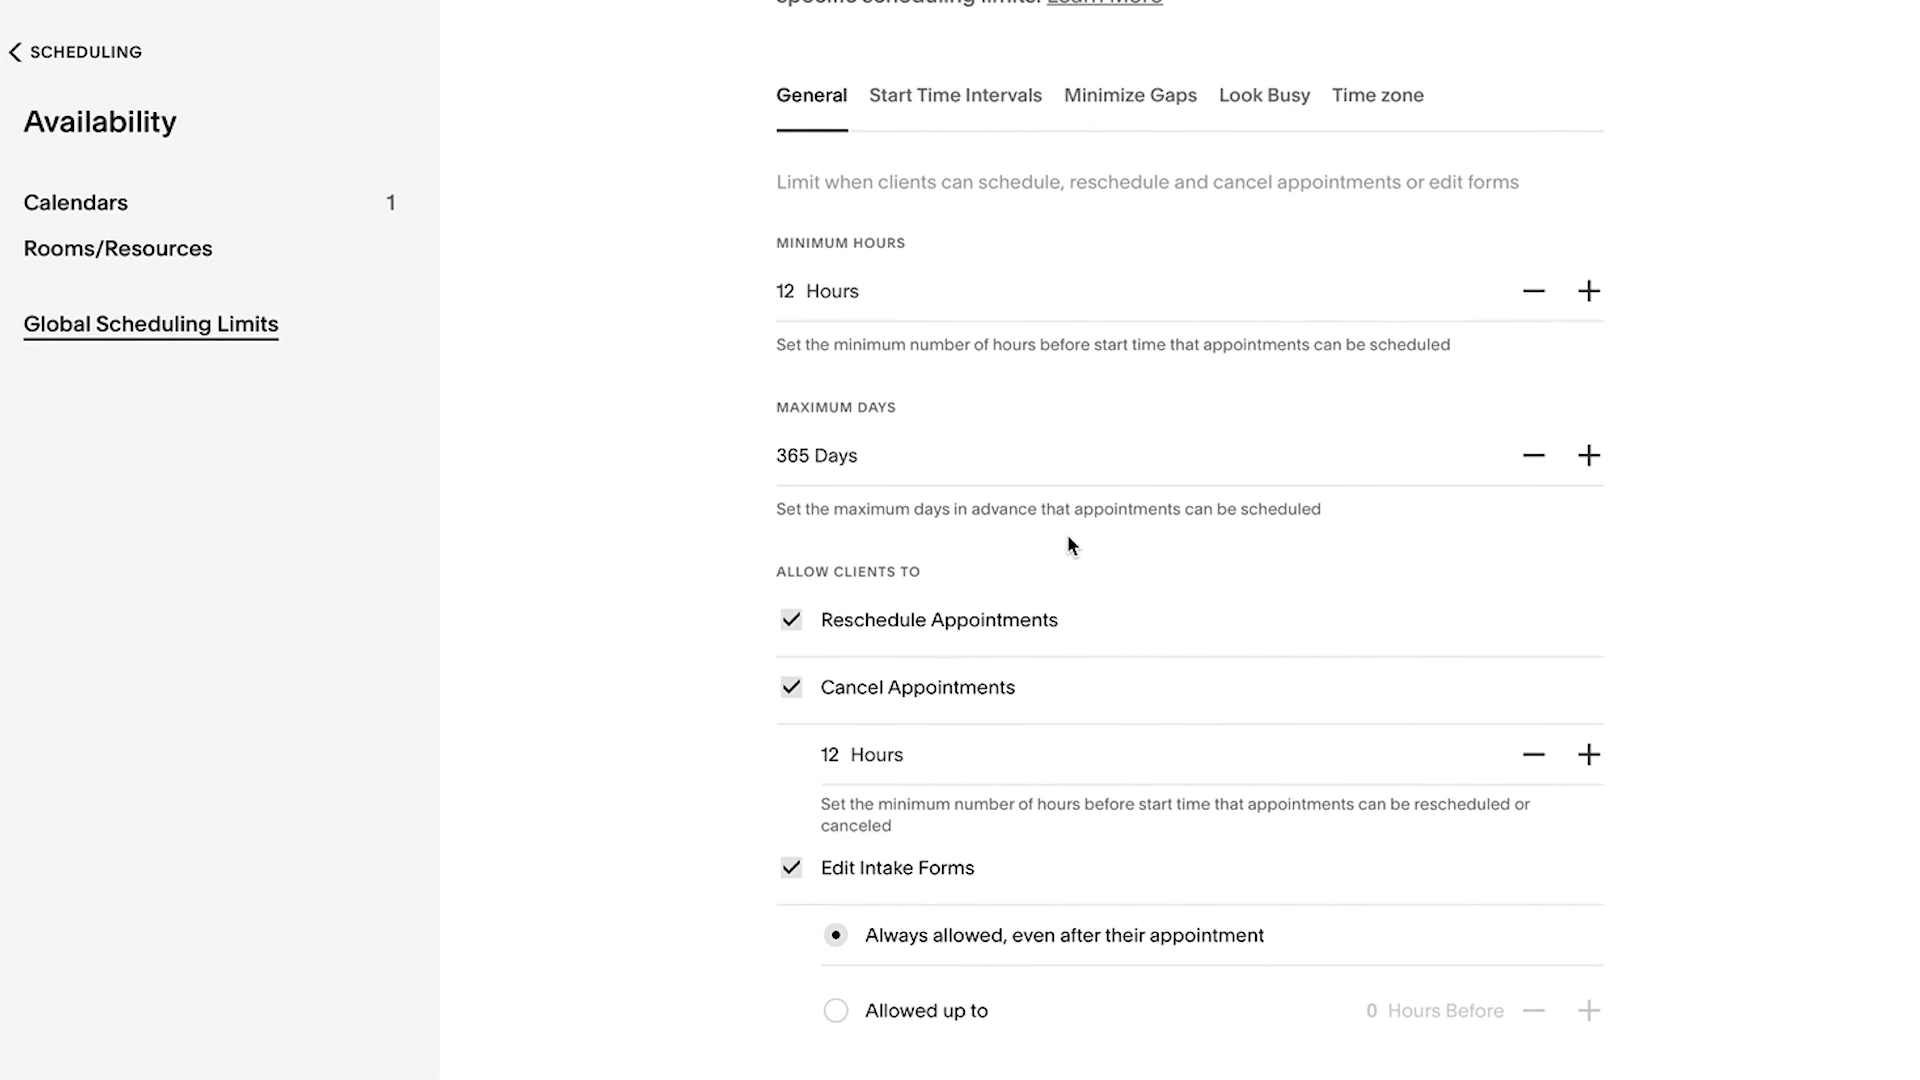 specific scheduling limits. Learn More
SCHEDULING
Availability
Calendars 1
Rooms/Resources
Global Scheduling Limits
General Start Time Intervals Minimize Gaps Look Busy Time zone
Limit when clients can schedule, reschedule and cancel appointments or edit forms
MINIMUM HOURS
12 Hours
Set the minimum number of hours before start time that appointments can be scheduled
MAXIMUM DAYS
365 Days
Set the maximum days in advance that appointments can be scheduled
ALLOW CLIENTS TO
Reschedule Appointments
Cancel Appointments
12 Hours
Set the minimum number of hours before start time that appointments can be rescheduled or
canceled
Edit Intake Forms
Always allowed, even after their appointment
Allowed up to 0 Hours Before